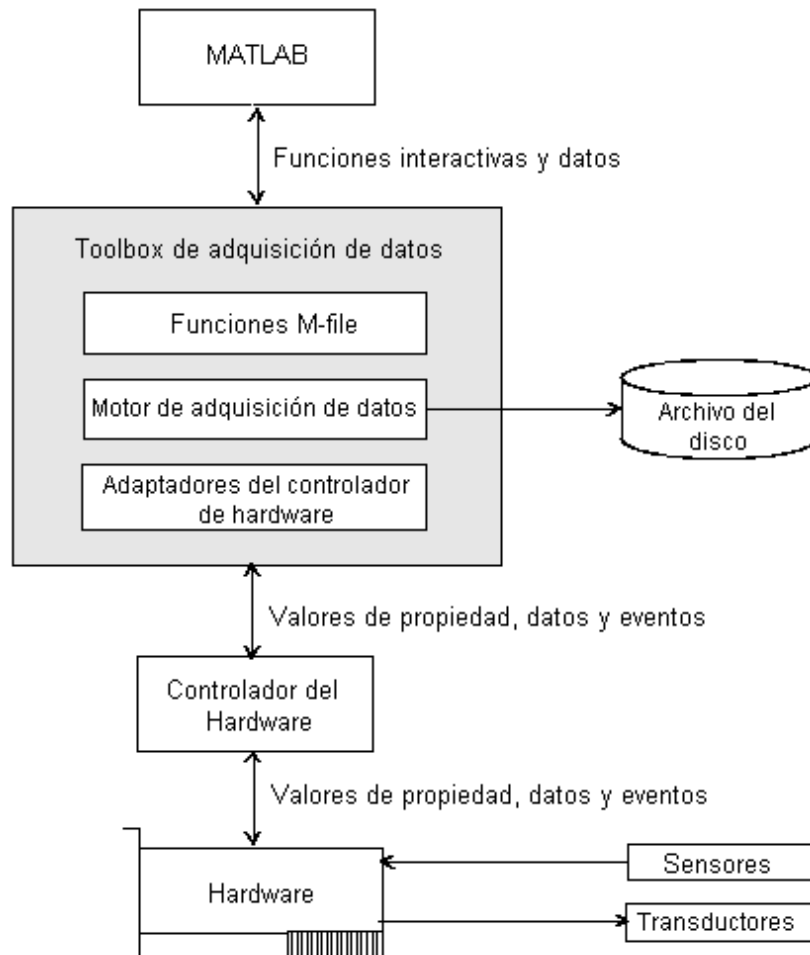 MATLAB
Funciones interactivas y datos
Toolbox de adquisición de datos
Funciones M-file
Motor de adquisición de datos
Archivo del
disco
Adaptadores del controlador
de hardware
Valores de propiedad, datos y eventos
Controlador del
Hardware
Valores de propiedad, datos y eventos
Hardware
Sensores
Transductores